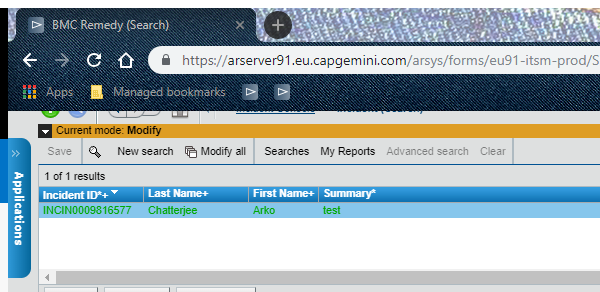 BMC Remedy (Search)
https://arserver91.eu.capgemini.com/arsys/forms/eu91-itsm-prod/S
Apps Managed bookmarks
Current mode: Modify
Save New search Modify all Searches My Reports Advanced search Clear
Applications
1 of 1 results
Incident ID*+ Last Name+ First Name+ Summary*
INCIN0009816577 Chatterjee Arko test